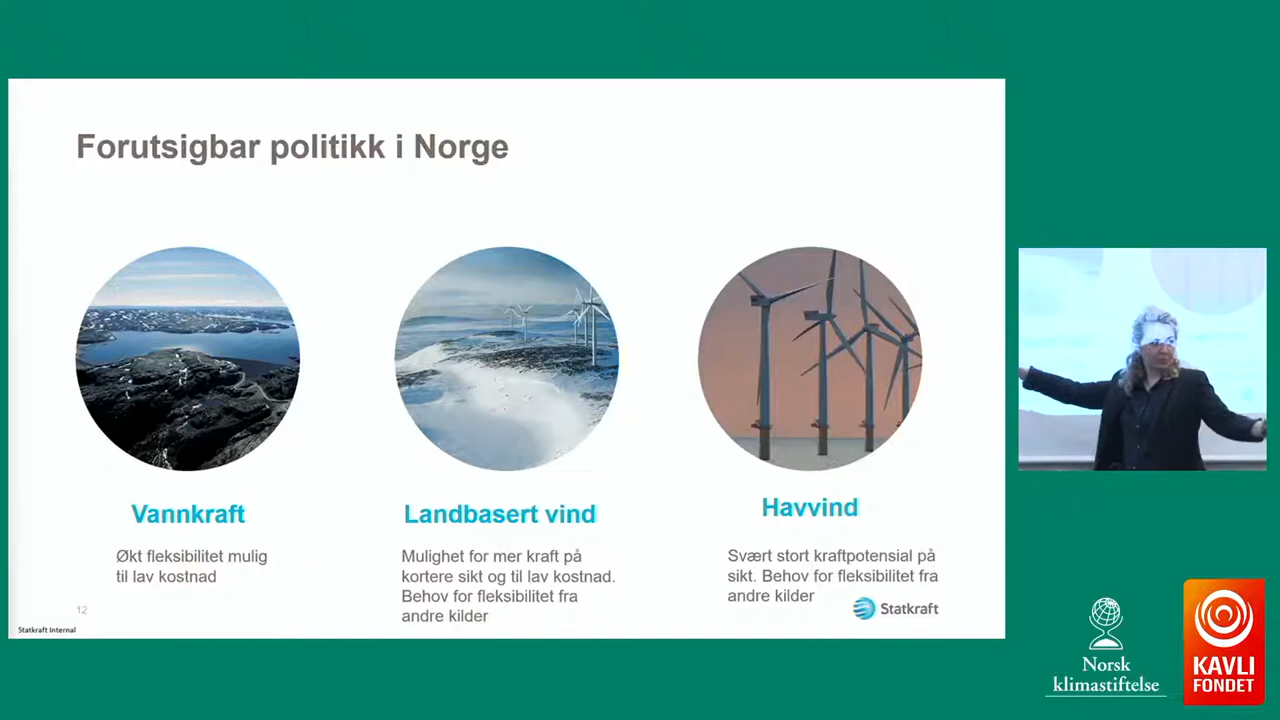 Forutsigbar politikk i Norge
Vannkraft
Økt fleksibilitet mulig
til lav kostnad
Landbasert vind
Mulighet for mer kraft på
kortere sikt og til lav kostnad.
Behov for fleksibilitet fra
andre kilder
Havvind
Svært stort kraftpotensial på
sikt. Behov for fleksibilitet fra
andre kilder
12
Statkraft
Statkraft Internal
Norsk
klimastiftelse
KAVLI
FONDET